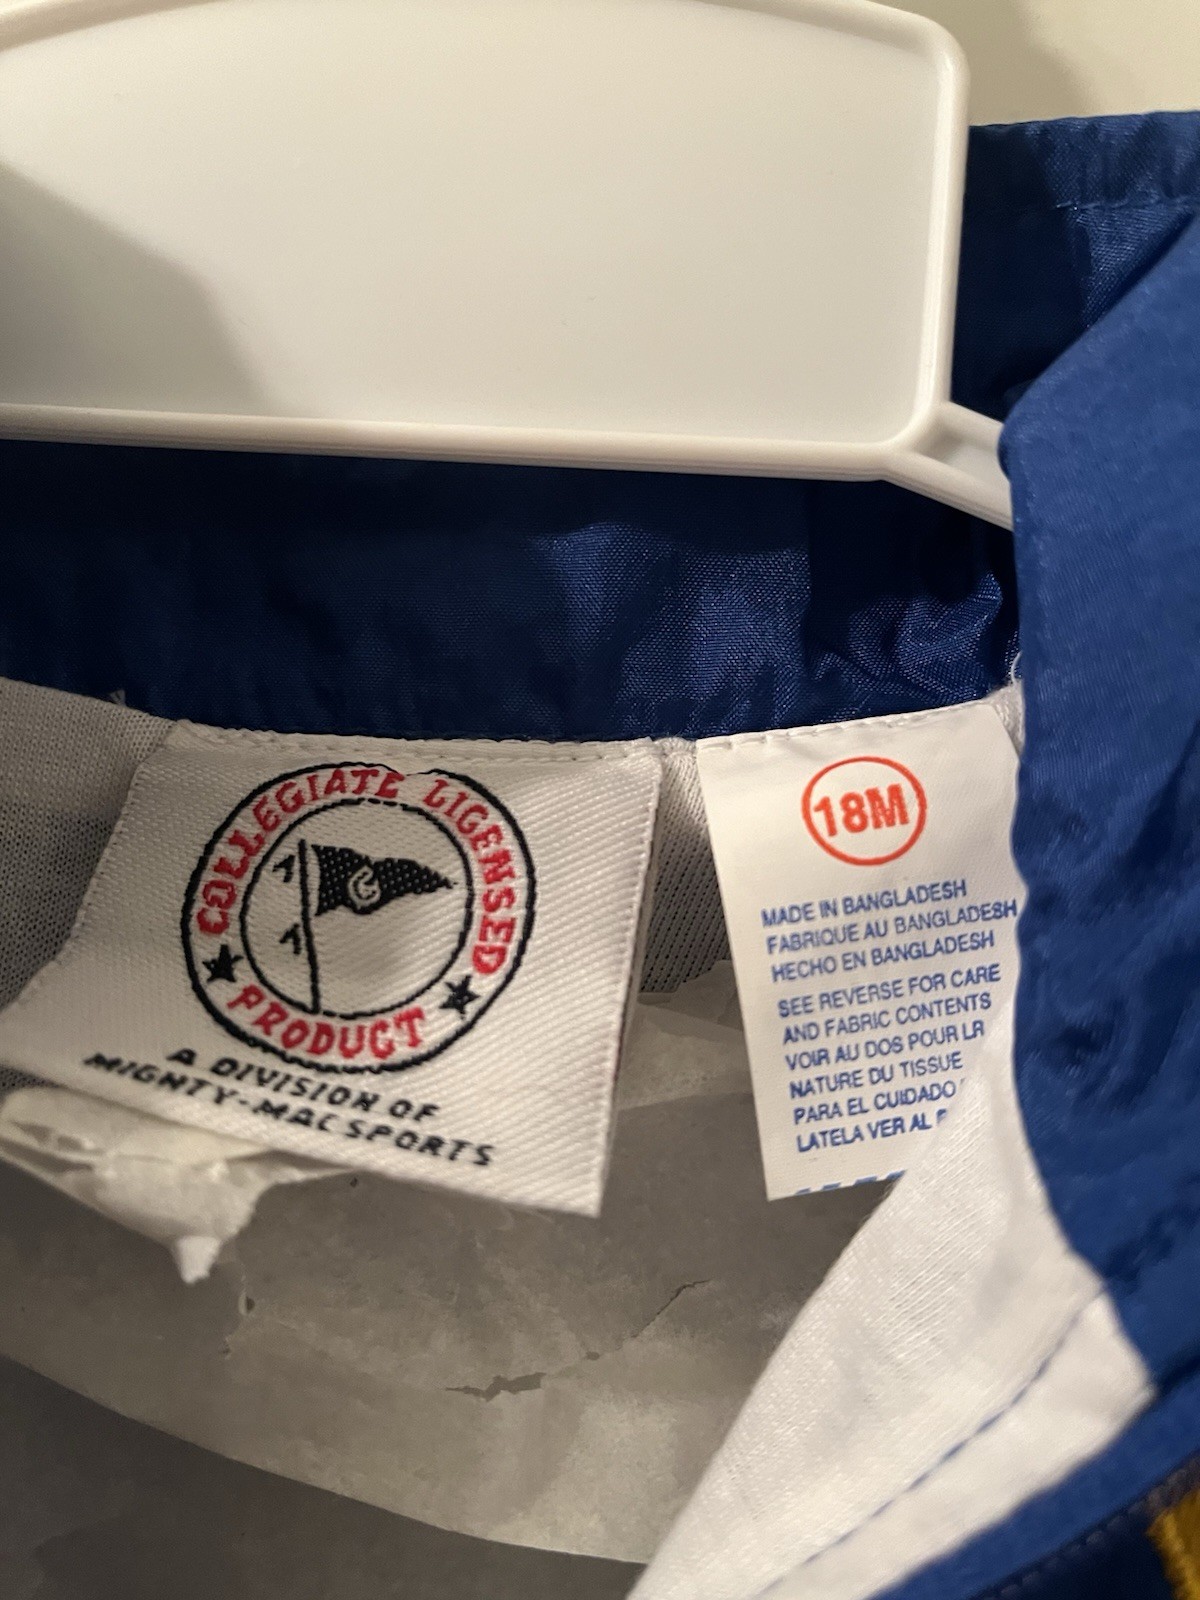 COLLEGIATE LICENSED
PRODUCT
A DIVISION OF
MIGHTY-MAC SPORTS
18M
MADE IN BANGLADESH
FABRIQUE AU BANGLADESH
HECHO EN BANGLADESH
SEE REVERSE FOR CARE
AND FABRIC CONTENTS
VOIR AU DOS POUR LR
NATURE DU TISSUE
PARA EL CUIDADO
LATELA VER AL